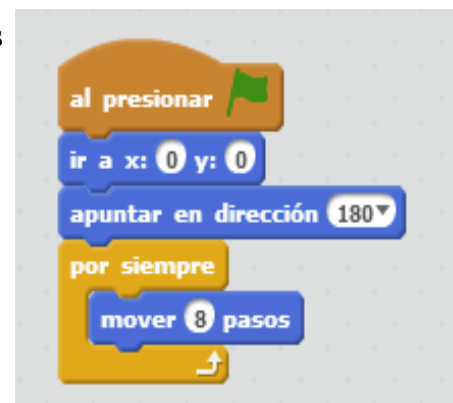 s
al presionar
ir a x: 0 y: 0
apuntar en dirección 180
por siempre
mover 8 pasos